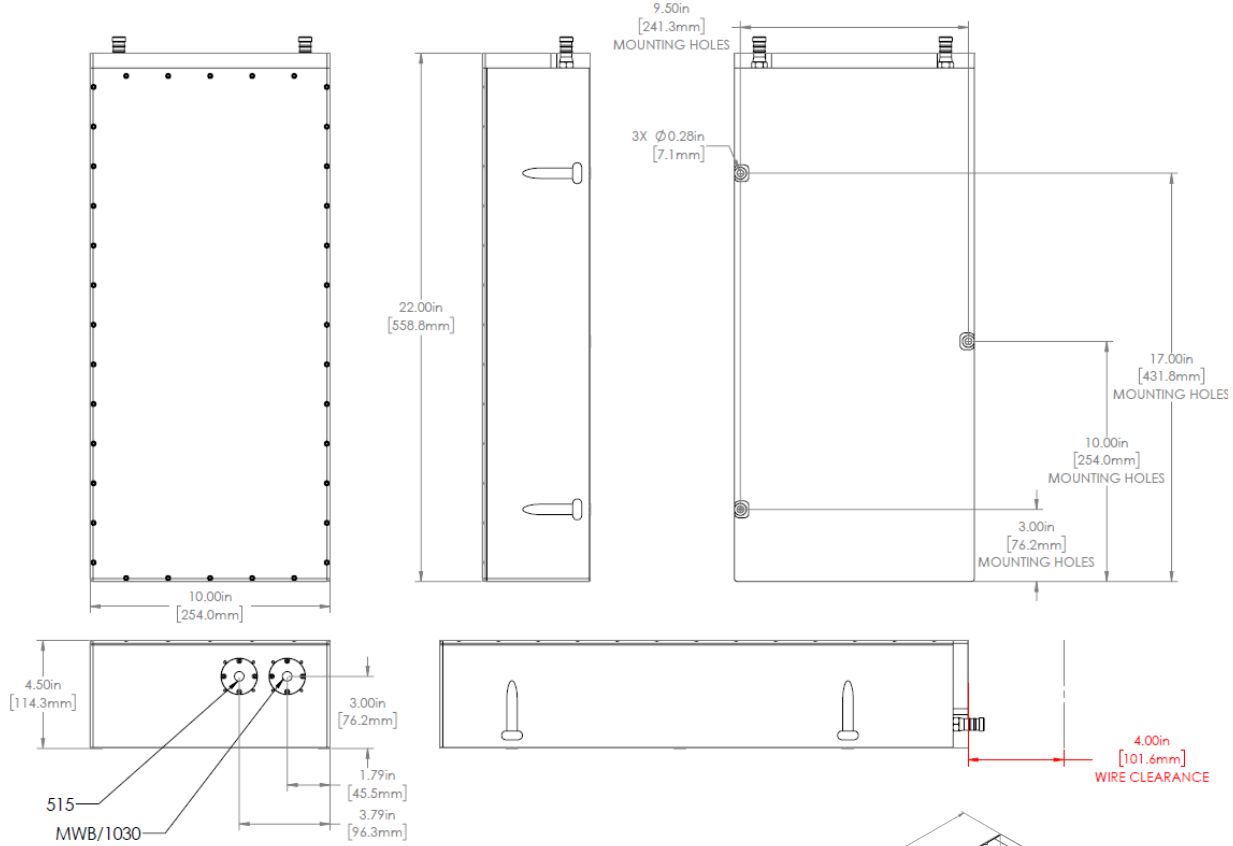 9.50in
[241.3mm]
MOUNTING HOLES
3X Ø0.28in
[7.1mm]
22.00in
[558.8mm]
17.00in
[431.8mm]
MOUNTING HOLES
10.00in
[254.0mm]
MOUNTING HOLES
3.00in
[76.2mm]
MOUNTING HOLES
10.00in
[254.0mm]
4.50in
[114.3mm]
3.00in
[76.2mm]
1.79in
[45.5mm]
3.79in
[96.3mm]
515
MWB/1030
4.00in
[101.6mm]
WIRE CLEARANCE